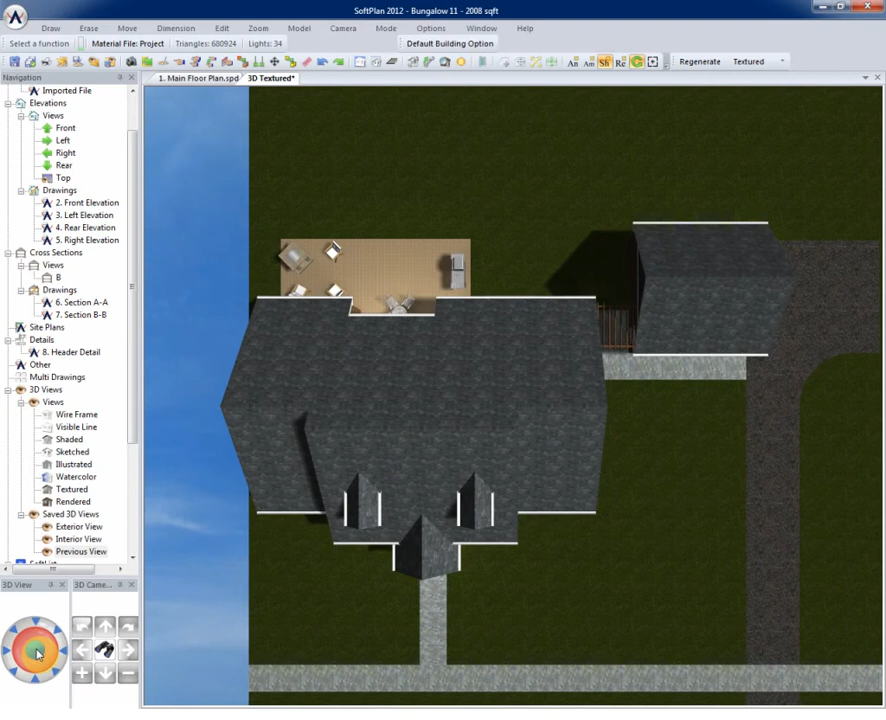 SoftPlan 2012 - Bungalow 11 - 2008 sqft
Draw Erase Move Dimension Edit Zoom Model Camera Mode Options Window Help
Select a function Material File: Project Triangles: 680924 Lights: 34 Default Building Option
An Am Sh Re Regenerate Textured
Navigation 1. Main Floor Plan.spd 3D Textured*
Imported File
Elevations
Views
Front
Left
Right
Rear
Top
Drawings
2. Front Elevation
3. Left Elevation
4. Rear Elevation
5. Right Elevation
Cross Sections
Views
B
Drawings
6. Section A-A
7. Section B-B
Site Plans
Details
8. Header Detail
Other
Multi Drawings
3D Views
Views
Wire Frame
Visible Line
Shaded
Sketched
Illustrated
Watercolor
Textured
Rendered
Saved 3D Views
Exterior View
Interior View
Previous View
3D View 3D Came...